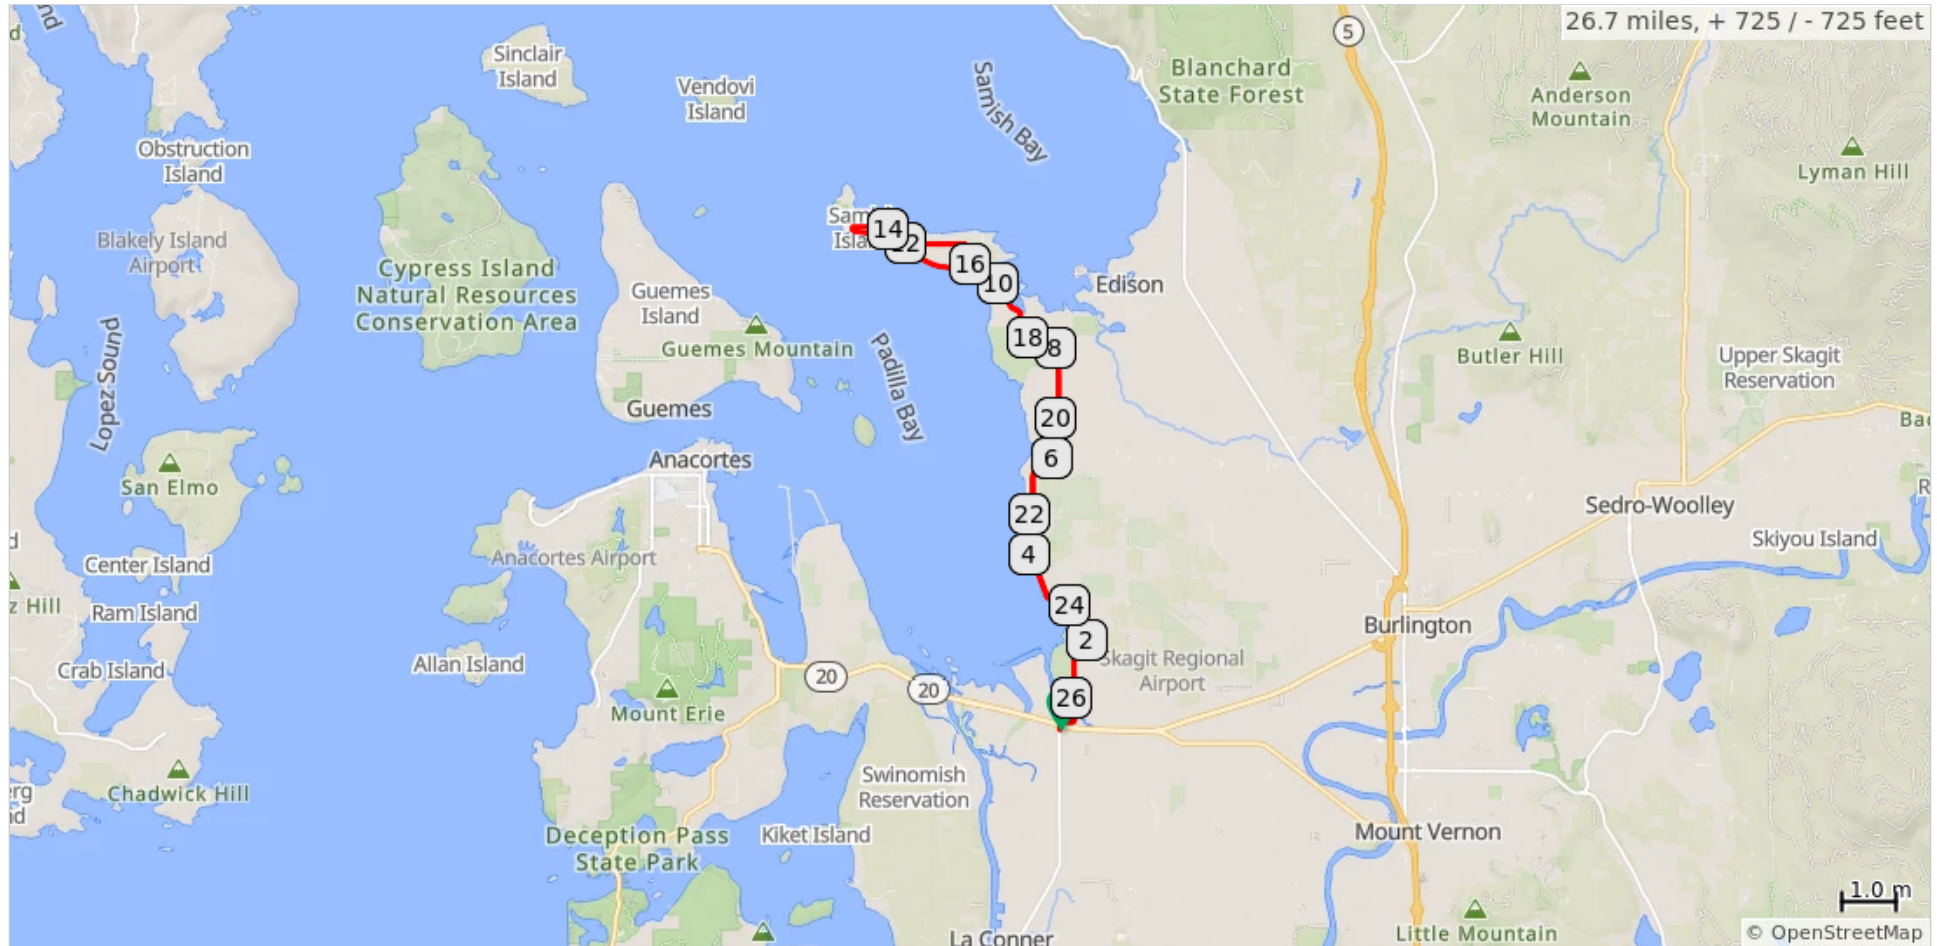 26.7 miles, + 725 / - 725 feet
5
Sinclair
Island
Vendovi
Island
Samish Bay
Blanchard
State Forest
Anderson
Mountain
Lyman Hill
Obstruction
Island
Blakely Island
Airport
Cypress Island
Natural Resources
Conservation Area
14
16
10
Edison
Guemes
Island
Guemes Mountain
Padilla Bay
18
8
Butler Hill
Upper Skagit
Reservation
Lopez Sound
Guemes
20
6
Anacortes
San Elmo
22
4
Sedro-Woolley
Skiyou Island
Anacortes Airport
Center Island
Ram Island
24
2
Burlington
Crab Island
Allan Island
Skagit Regional
Airport
20
20
26
Mount Erie
Chadwick Hill
Swinomish
Reservation
Deception Pass
State Park
Kiket Island
Mount Vernon
La Conner
Little Mountain
1.0 m
© OpenStreetMap